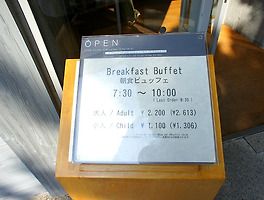 OPEN
Breakfast Buffet
朝食ビュッフェ
7:30 〜 10:00
(Last Order 9:30)
大人 / Adult ¥ 2,200 (¥2,613)
小人 / Child ¥ 1,100 (¥1,306)